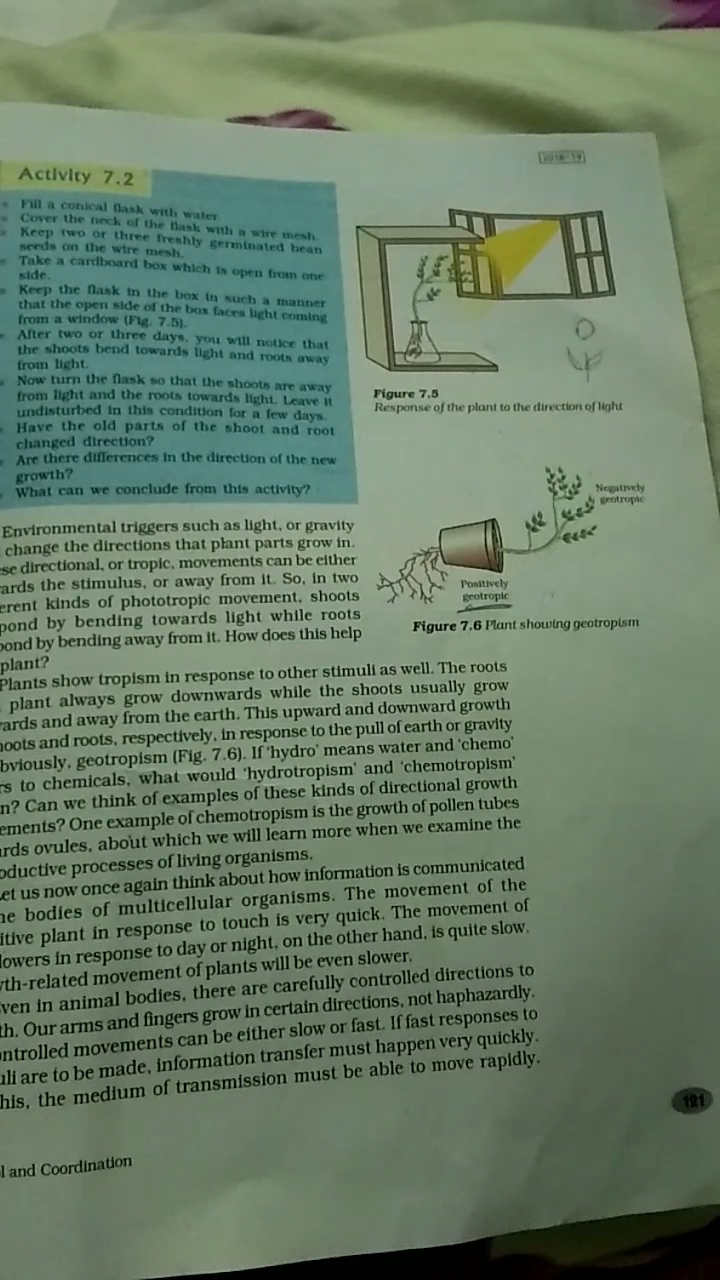 2018-19
Activity 7.2
Fill a conical flask with water.
Cover the neck of the flask with a wire mesh.
Keep two or three freshly germinated bean
seeds on the wire mesh.
Take a cardboard box which is open from one
side.
Keep the flask in the box in such a manner
that the open side of the box faces light coming
from a window (Fig. 7.5).
After two or three days, you will notice that
the shoots bend towards light and roots away
from light.
Now turn the flask so that the shoots are away
from light and the roots towards light. Leave it
undisturbed in this condition for a few days.
Have the old parts of the shoot and root
changed direction?
Are there differences in the direction of the new
growth?
What can we conclude from this activity?
Figure 7.5
Response of the plant to the direction of light
Negatively
geotropic
Positively
geotropic
Figure 7.6 Plant showing geotropism
Environmental triggers such as light, or gravity
change the directions that plant parts grow in.
se directional, or tropic, movements can be either
ards the stimulus, or away from it. So, in two
erent kinds of phototropic movement, shoots
pond by bending towards light while roots
pond by bending away from it. How does this help
plant?
Plants show tropism in response to other stimuli as well. The roots
plant always grow downwards while the shoots usually grow
ards and away from the earth. This upward and downward growth
hoots and roots, respectively, in response to the pull of earth or gravity
bviously, geotropism (Fig. 7.6). If 'hydro' means water and 'chemo'
rs to chemicals, what would 'hydrotropism' and 'chemotropism'
n? Can we think of examples of these kinds of directional growth
ements? One example of chemotropism is the growth of pollen tubes
ards ovules, about which we will learn more when we examine the
oductive processes of living organisms.
et us now once again think about how information is communicated
he bodies of multicellular organisms. The movement of the
itive plant in response to touch is very quick. The movement of
lowers in response to day or night, on the other hand, is quite slow.
th-related movement of plants will be even slower.
ven in animal bodies, there are carefully controlled directions to
th. Our arms and fingers grow in certain directions, not haphazardly.
ntrolled movements can be either slow or fast. If fast responses to
uli are to be made, information transfer must happen very quickly.
his, the medium of transmission must be able to move rapidly.
121
l and Coordination